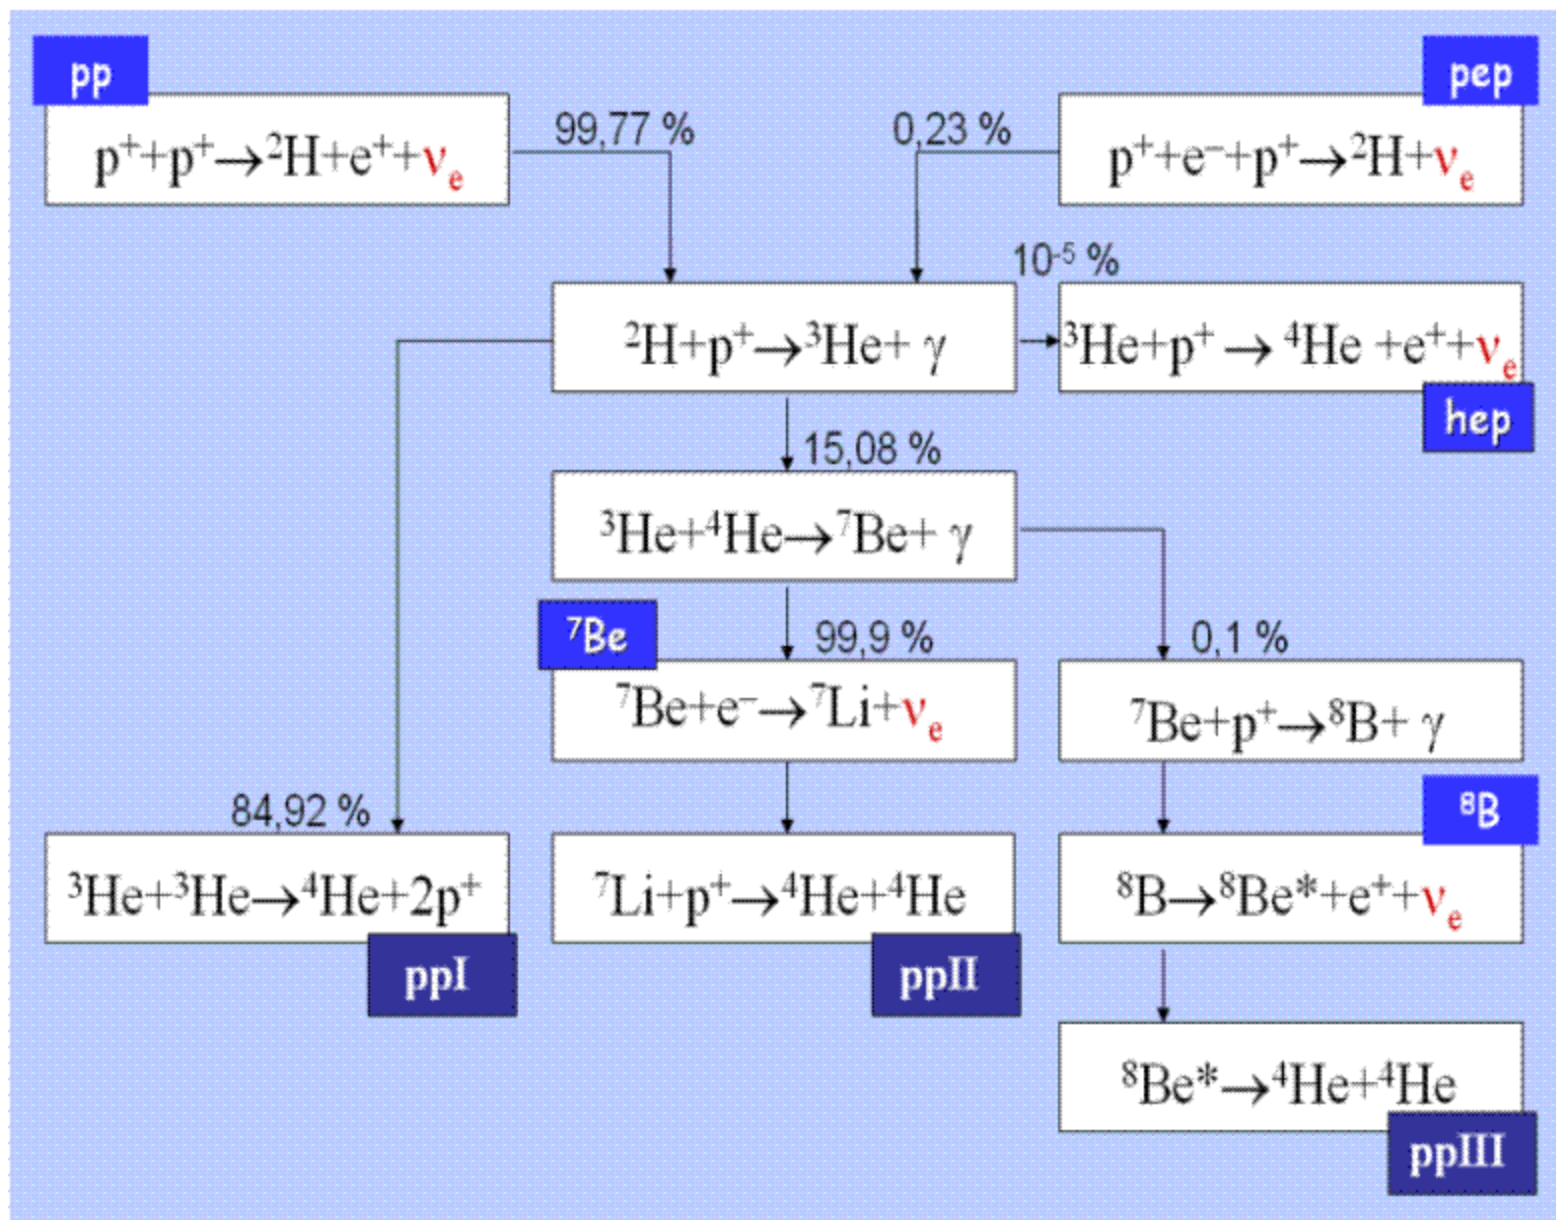 pp
pep
99,77 %
0,23 %
p⁺+p⁺→²H+e⁺+νₑ
p⁺+e⁻+p⁺→²H+νₑ
10⁻⁵ %
²H+p⁺→³He+ γ
³He+p⁺→ ⁴He +e⁺+νₑ
hep
15,08 %
³He+⁴He→⁷Be+ γ
⁷Be
99,9 %
0,1 %
⁷Be+e⁻→⁷Li+νₑ
⁷Be+p⁺→⁸B+ γ
84,92 %
⁸B
³He+³He→⁴He+2p⁺
⁷Li+p⁺→⁴He+⁴He
⁸B→⁸Be*+e⁺+νₑ
ppI
ppII
⁸Be*→⁴He+⁴He
ppIII